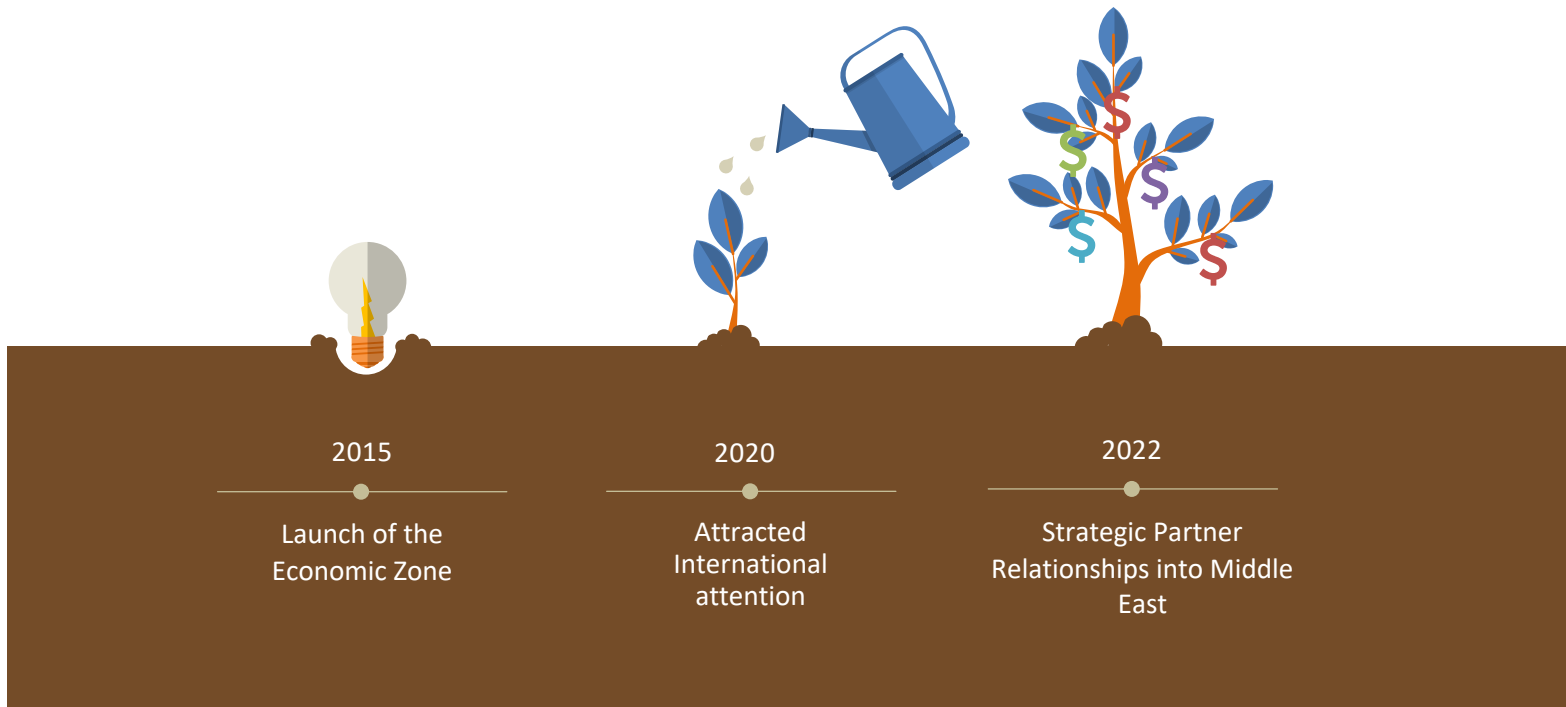 2015
Launch of the
Economic Zone
2020
Attracted
International
attention
2022
Strategic Partner
Relationships into Middle
East
$
$
$
$
$